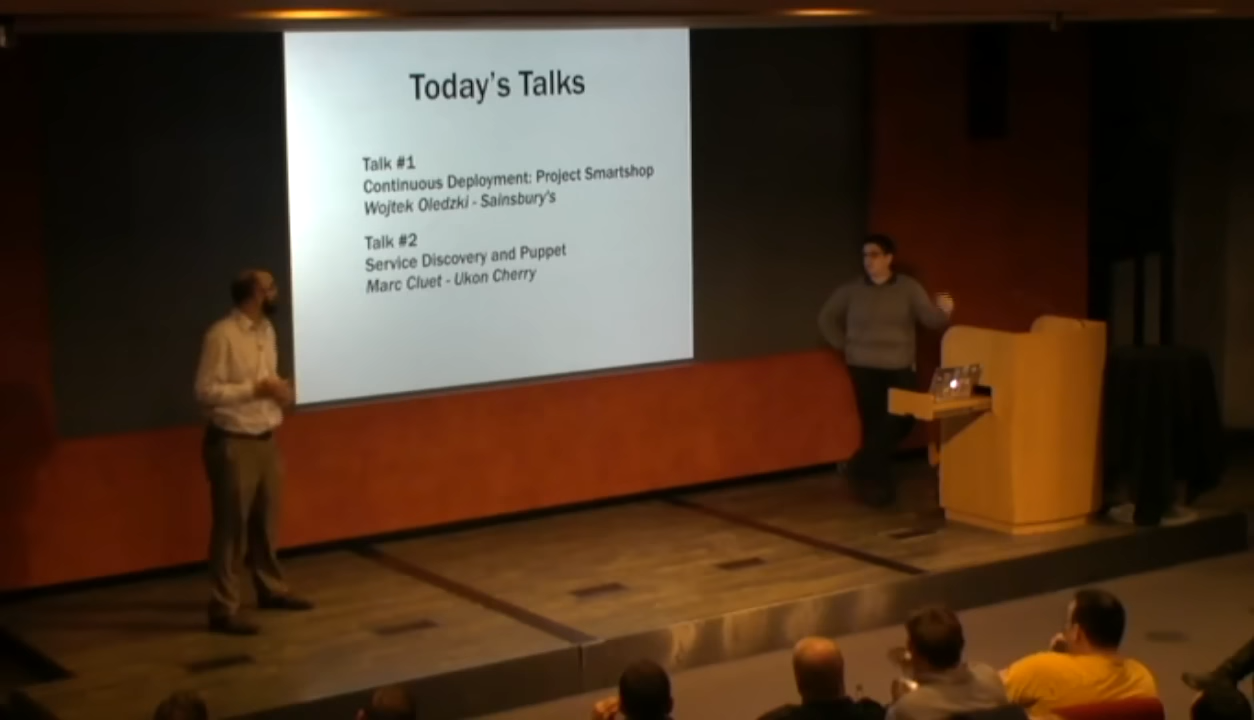 Today's Talks
Talk #1
Continuous Deployment: Project Smartshop
Wojtek Oledzki - Sainsbury's
Talk #2
Service Discovery and Puppet
Marc Cluet - Ukon Cherry